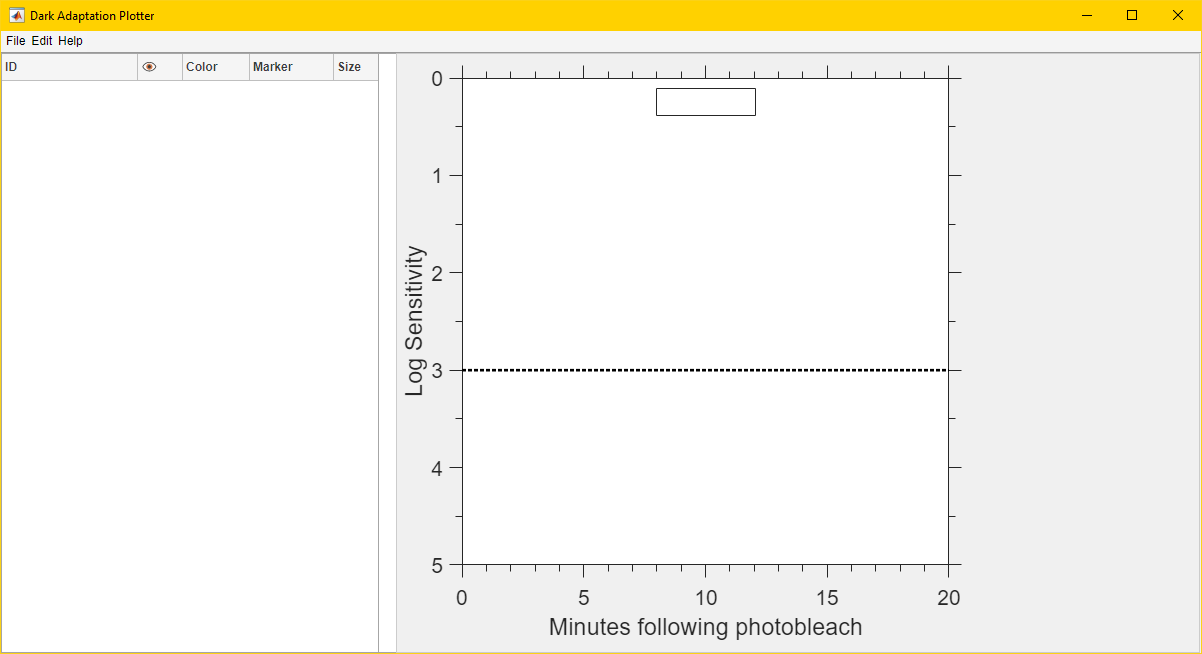 Dark Adaptation Plotter
File Edit Help
ID Color Marker Size
0
1
2
3
4
5
Log Sensitivity
0 5 10 15 20
Minutes following photobleach